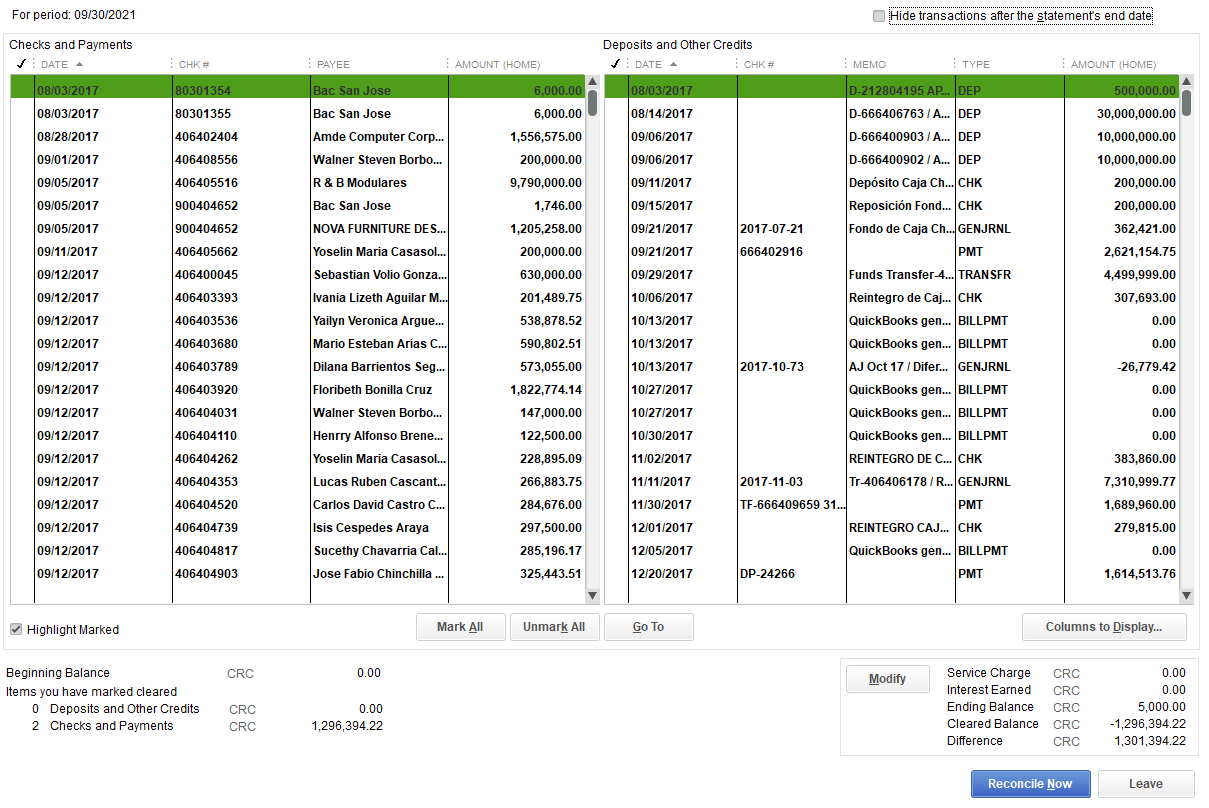 For period: 09/30/2021
Hide transactions after the statement's end date
Checks and Payments
✓ DATE CHK # PAYEE AMOUNT (HOME)
08/03/2017 80301354 Bac San Jose 6,000.00
08/03/2017 80301355 Bac San Jose 6,000.00
08/28/2017 406402404 Amde Computer Corp... 1,556,575.00
09/01/2017 406408556 Walner Steven Borbo... 200,000.00
09/05/2017 406405516 R & B Modulares 9,790,000.00
09/05/2017 900404652 Bac San Jose 1,746.00
09/05/2017 900404652 NOVA FURNITURE DES... 1,205,258.00
09/11/2017 406405662 Yoselin Maria Casasol... 200,000.00
09/12/2017 406400045 Sebastian Volio Gonza... 630,000.00
09/12/2017 406403393 Ivania Lizeth Aguilar M... 201,489.75
09/12/2017 406403536 Yailyn Veronica Argue... 538,878.52
09/12/2017 406403680 Mario Esteban Arias C... 590,802.51
09/12/2017 406403789 Dilana Barrientos Seg... 573,055.00
09/12/2017 406403920 Floribeth Bonilla Cruz 1,822,774.14
09/12/2017 406404031 Walner Steven Borbo... 147,000.00
09/12/2017 406404110 Henrry Alfonso Brene... 122,500.00
09/12/2017 406404262 Yoselin Maria Casasol... 228,895.09
09/12/2017 406404353 Lucas Ruben Cascant... 266,883.75
09/12/2017 406404520 Carlos David Castro C... 284,676.00
09/12/2017 406404739 Isis Cespedes Araya 297,500.00
09/12/2017 406404817 Sucethy Chavarria Cal... 285,196.17
09/12/2017 406404903 Jose Fabio Chinchilla ... 325,443.51
Deposits and Other Credits
✓ DATE CHK # MEMO TYPE AMOUNT (HOME)
08/03/2017 D-212804195 AP... DEP 500,000.00
08/14/2017 D-666406763 / A... DEP 30,000,000.00
09/06/2017 D-666400903 / A... DEP 10,000,000.00
09/06/2017 D-666400902 / A... DEP 10,000,000.00
09/11/2017 Depósito Caja Ch... CHK 200,000.00
09/15/2017 Reposición Fond... CHK 200,000.00
09/21/2017 2017-07-21 Fondo de Caja Ch... GENJRNL 362,421.00
09/21/2017 666402916 PMT 2,621,154.75
09/29/2017 Funds Transfer-4... TRANSFR 4,499,999.00
10/06/2017 Reintegro de Caj... CHK 307,693.00
10/13/2017 QuickBooks gen... BILLPMT 0.00
10/13/2017 QuickBooks gen... BILLPMT 0.00
10/13/2017 2017-10-73 AJ Oct 17 / Difer... GENJRNL -26,779.42
10/27/2017 QuickBooks gen... BILLPMT 0.00
10/27/2017 QuickBooks gen... BILLPMT 0.00
10/30/2017 QuickBooks gen... BILLPMT 0.00
11/02/2017 REINTEGRO DE C... CHK 383,860.00
11/11/2017 2017-11-03 Tr-406406178 / R... GENJRNL 7,310,999.77
11/30/2017 TF-666409659 31... PMT 1,689,960.00
12/01/2017 REINTEGRO CAJ... CHK 279,815.00
12/05/2017 QuickBooks gen... BILLPMT 0.00
12/20/2017 DP-24266 PMT 1,614,513.76
Highlight Marked
Mark All Unmark All Go To Columns to Display...
Beginning Balance CRC 0.00
Items you have marked cleared
0 Deposits and Other Credits CRC 0.00
2 Checks and Payments CRC 1,296,394.22
Modify
Service Charge CRC 0.00
Interest Earned CRC 0.00
Ending Balance CRC 5,000.00
Cleared Balance CRC -1,296,394.22
Difference CRC 1,301,394.22
Reconcile Now Leave